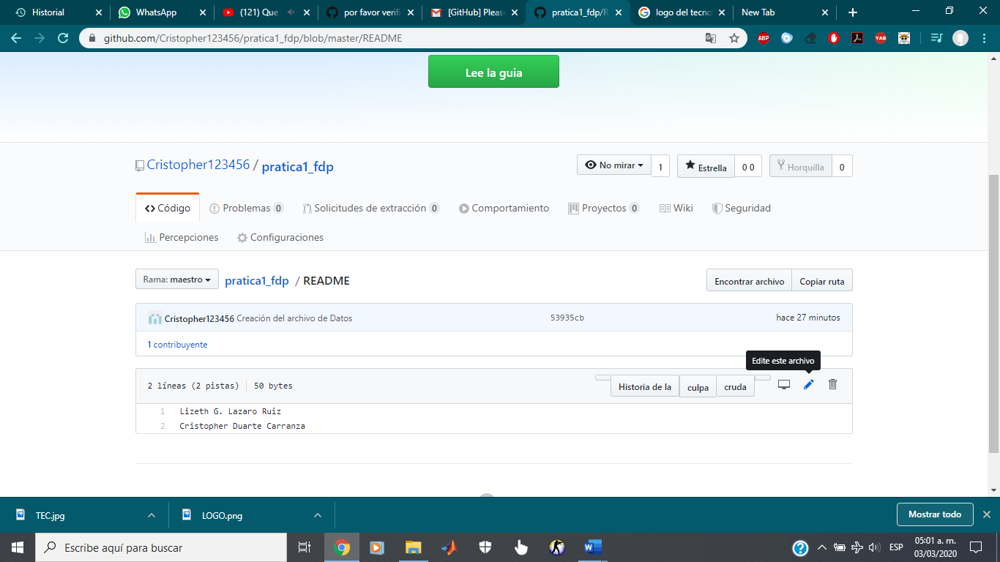 Historial
WhatsApp
(121) Que
por favor verifi
[GitHub] Pleas
pratica1_fdp/R
logo del tecno
New Tab
github.com/Cristopher123456/pratica1_fdp/blob/master/README
ABP
YAB
Lee la guia
Cristopher123456 / pratica1_fdp
No mirar 1
Estrella 0 0
Horquilla 0
Código
Problemas 0
Solicitudes de extracción 0
Comportamiento
Proyectos 0
Wiki
Seguridad
Percepciones
Configuraciones
Rama: maestro
pratica1_fdp / README
Encontrar archivo
Copiar ruta
Cristopher123456 Creación del archivo de Datos
53935cb
hace 27 minutos
1 contribuyente
Edite este archivo
2 líneas (2 pistas) 50 bytes
Historia de la
culpa
cruda
1 Lizeth G. Lazaro Ruiz
2 Cristopher Duarte Carranza
TEC.jpg
LOGO.png
Mostrar todo
Escribe aquí para buscar
ESP
05:01 a. m.
03/03/2020